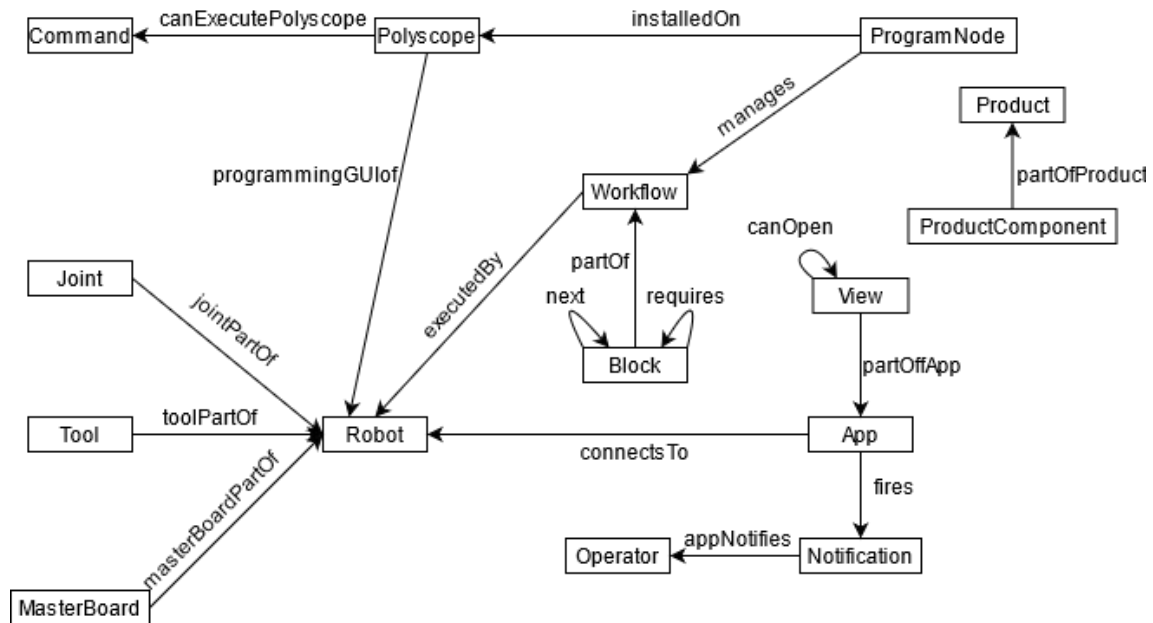 canExecutePolyscope
installedOn
Command
Polyscope
ProgramNode
manages
Product
programmingGUIof
Workflow
partOfProduct
ProductComponent
canOpen
partOf
executedBy
Joint
jointPartOf
next
requires
View
Block
partOffApp
toolPartOf
Tool
Robot
App
connectsTo
masterBoardPartOf
fires
appNotifies
Operator
Notification
MasterBoard